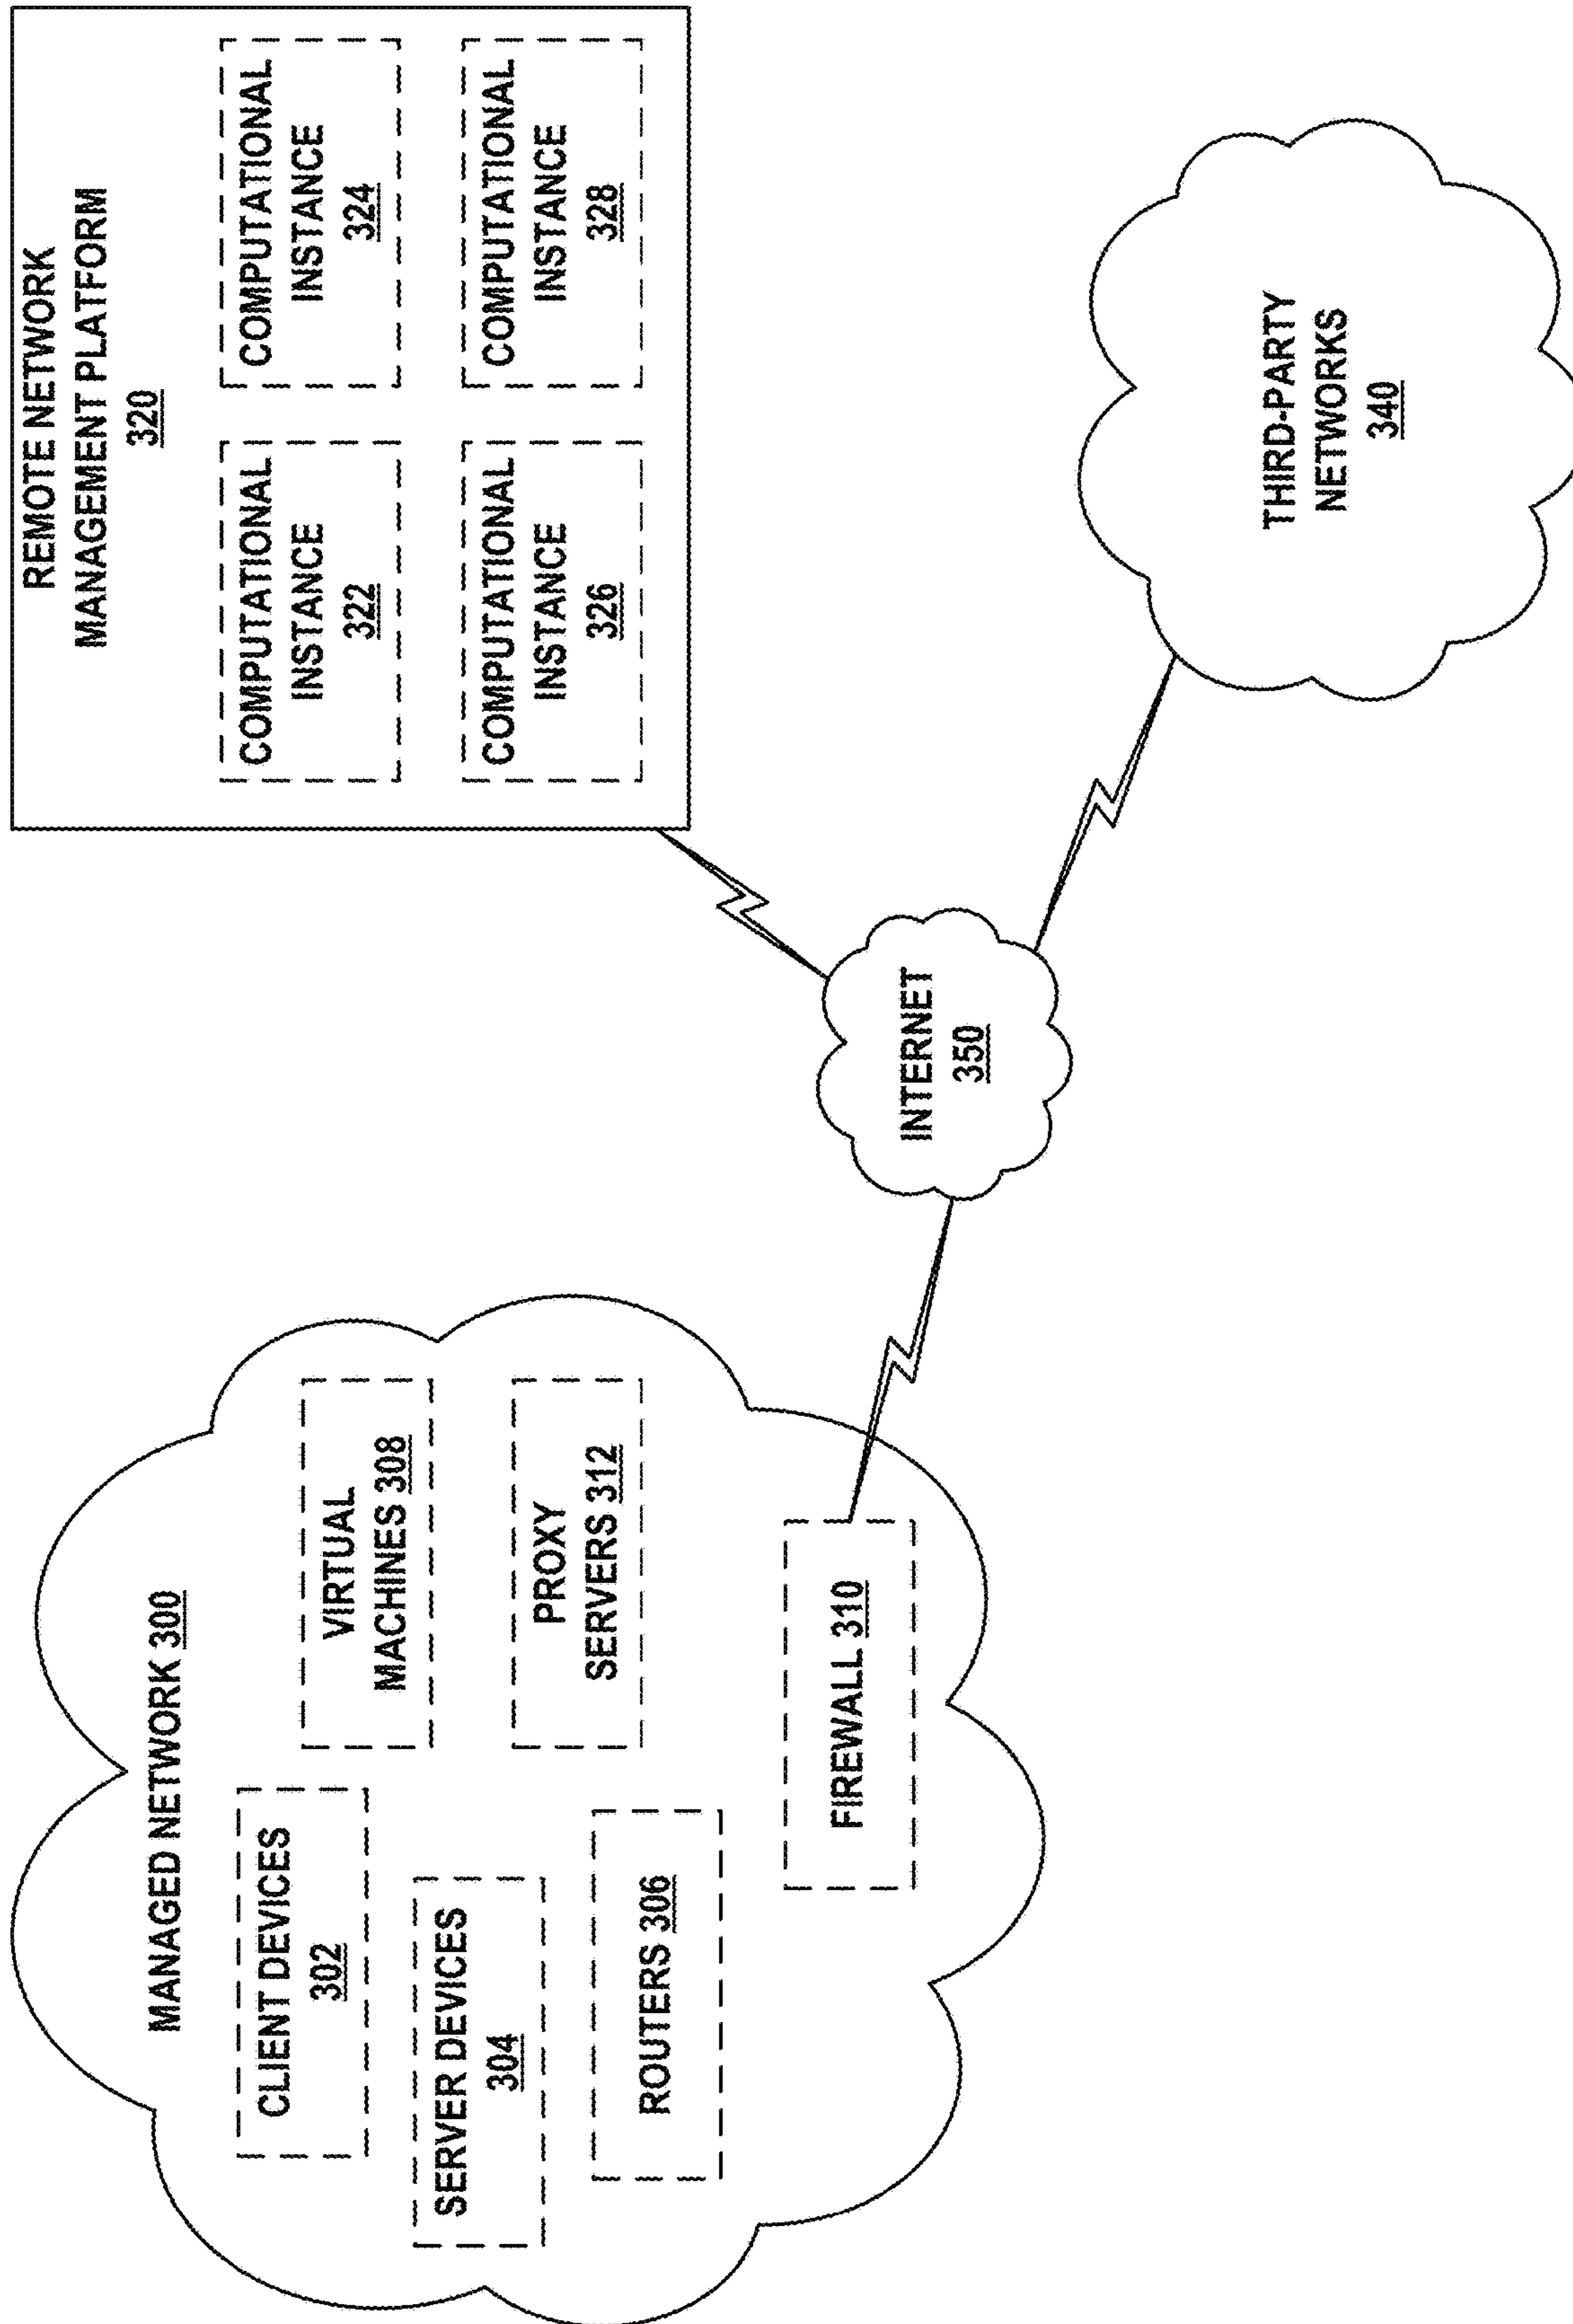 MANAGED NETWORK 300
CLIENT DEVICES
302
SERVER DEVICES
304
ROUTERS 306
VIRTUAL
MACHINES 308
PROXY
SERVERS 312
FIREWALL 310
INTERNET
350
REMOTE NETWORK
MANAGEMENT PLATFORM
320
COMPUTATIONAL
INSTANCE
322
COMPUTATIONAL
INSTANCE
324
COMPUTATIONAL
INSTANCE
326
COMPUTATIONAL
INSTANCE
328
THIRD-PARTY
NETWORKS
340